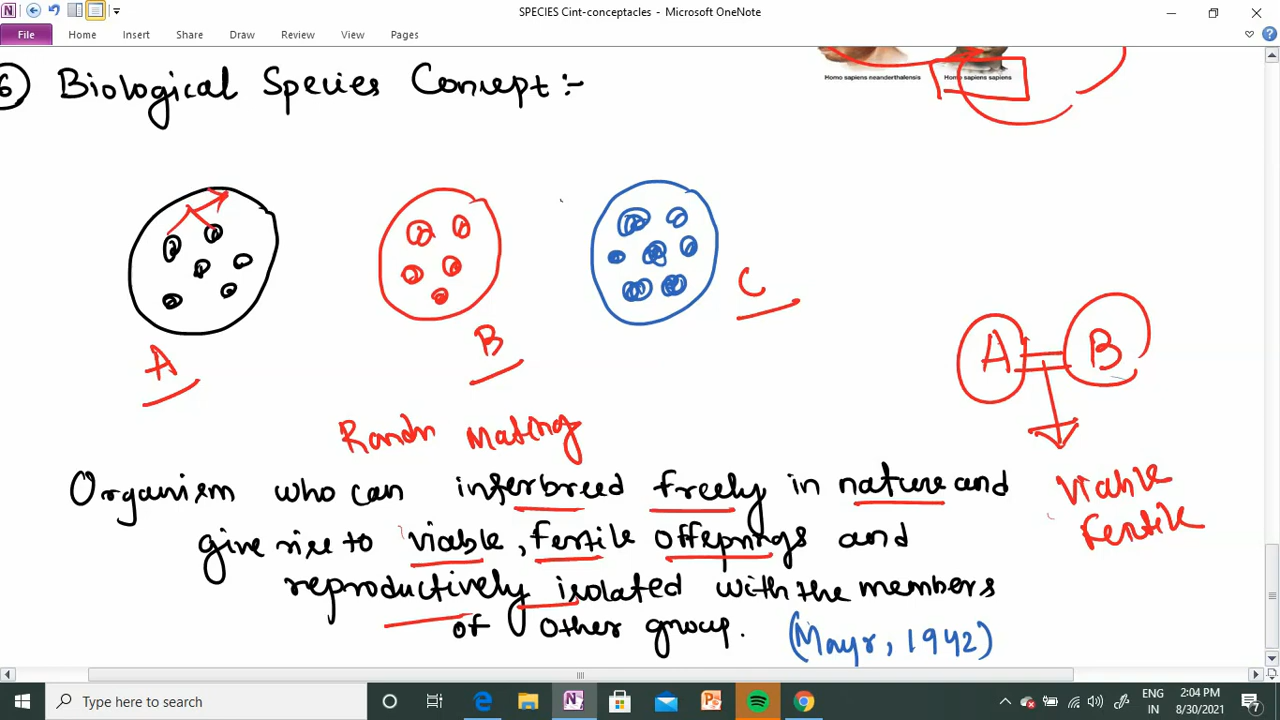 SPECIES Cint-conceptacles - Microsoft OneNote
File Home Insert Share Draw Review View Pages
Homo sapiens neanderthalensis Homo sapiens sapiens
6 Biological Species Concept :-
A
B
C
A B
Random Mating
Organism who can interbreed freely in nature and
give rise to viable, fertile offsprings and
reproductively isolated with the members
of other group. (Mayr, 1942)
Viable
Fertile
Type here to search
ENG
IN
2:04 PM
8/30/2021
7